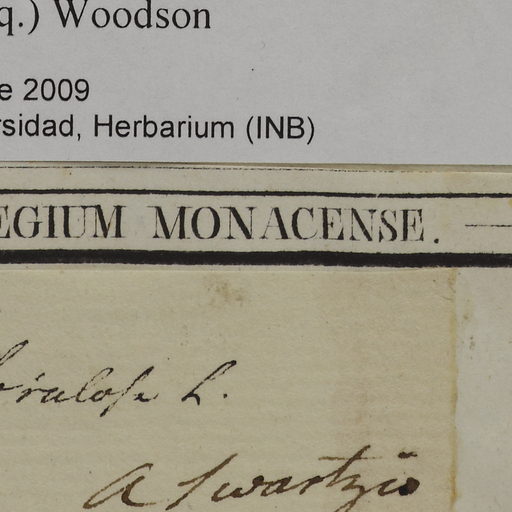 q.) Woodson
e 2009
rsidad, Herbarium (INB)
EGIUM MONACENSE.
L.
a Swartzio